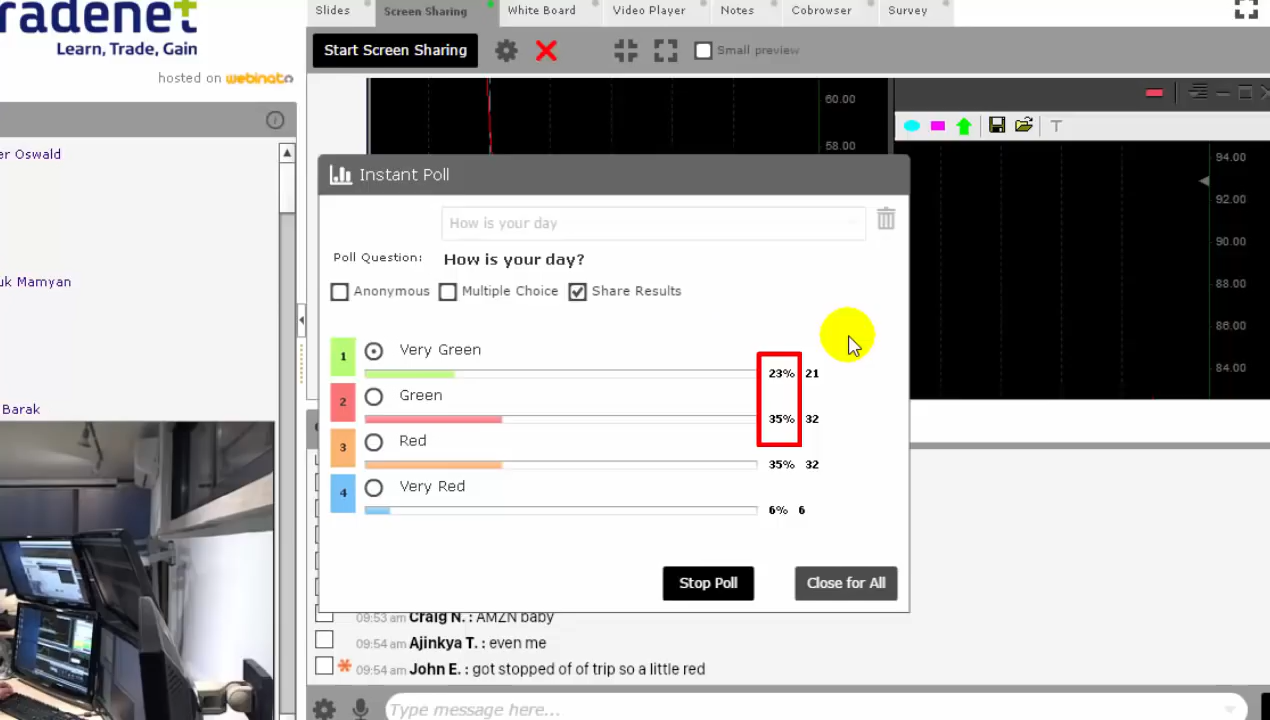 radenet
Learn, Trade, Gain
hosted on webinato
Slides
Screen Sharing
White Board
Video Player
Notes
Cobrowser
Survey
Start Screen Sharing
Small preview
60.00
58.00
T
94.00
92.00
90.00
88.00
86.00
84.00
er Oswald
uk Mamyan
Barak
Instant Poll
How is your day
Poll Question: How is your day?
Anonymous Multiple Choice Share Results
1 Very Green
23% 21
2 Green
35% 32
3 Red
35% 32
4 Very Red
6% 6
Stop Poll Close for All
09:53 am Craig N. : AMZN baby
09:54 am Ajinkya T. : even me
09:54 am John E. : got stopped of of trip so a little red
Type message here...